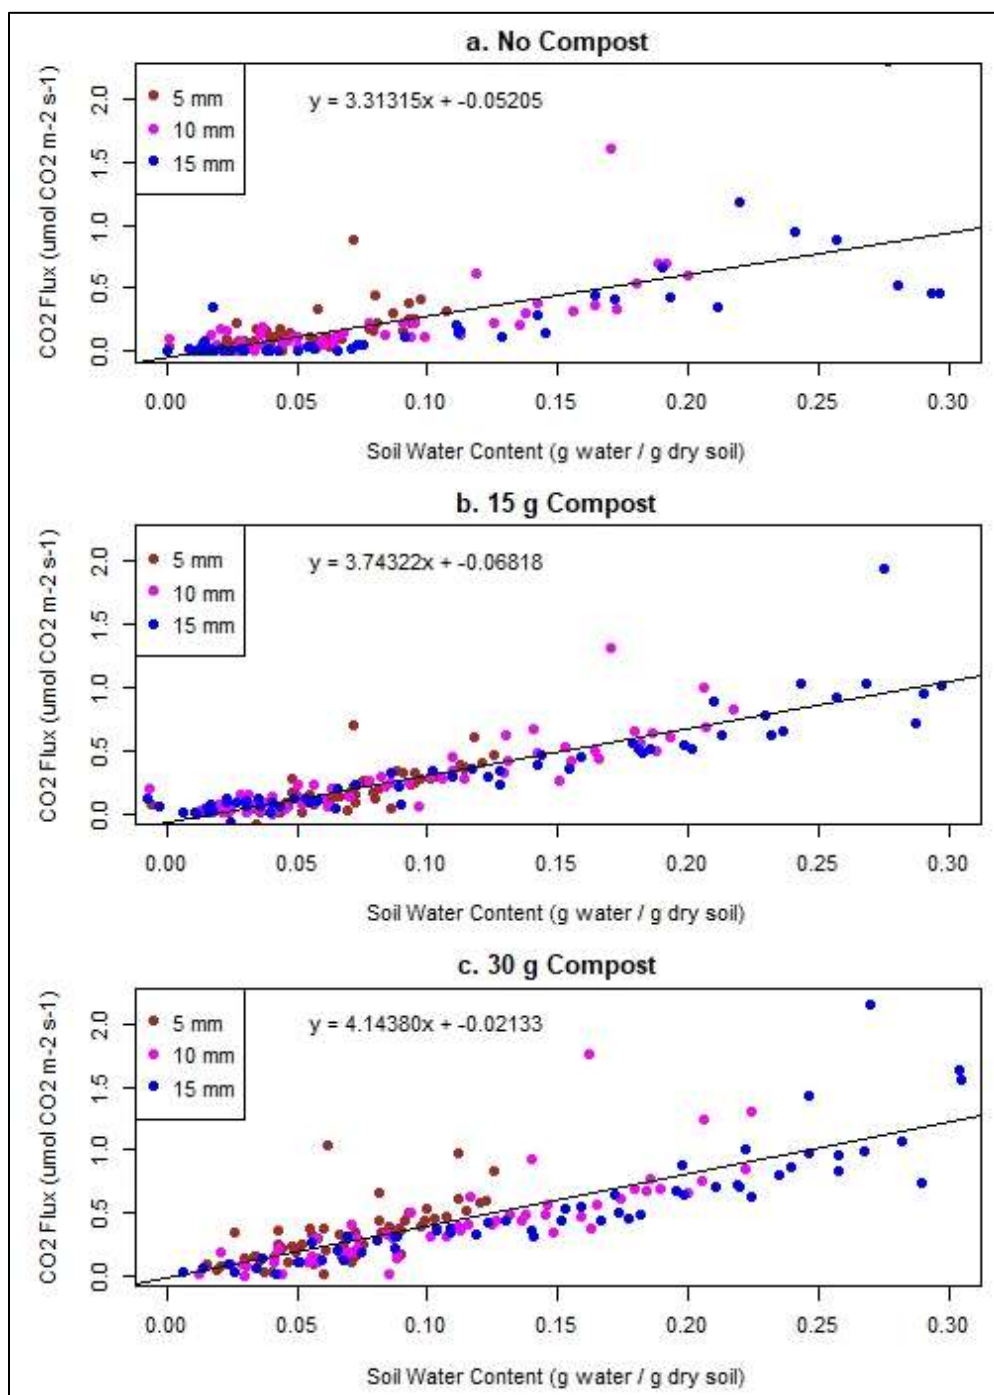 a. No Compost
CO2 Flux (umol CO2 m-2 s-1)
2.0
1.5
1.0
0.5
0.0
5 mm
10 mm
15 mm
y = 3.31315x + -0.05205
0.00 0.05 0.10 0.15 0.20 0.25 0.30
Soil Water Content (g water / g dry soil)
b. 15 g Compost
CO2 Flux (umol CO2 m-2 s-1)
2.0
1.5
1.0
0.5
0.0
5 mm
10 mm
15 mm
y = 3.74322x + -0.06818
0.00 0.05 0.10 0.15 0.20 0.25 0.30
Soil Water Content (g water / g dry soil)
c. 30 g Compost
CO2 Flux (umol CO2 m-2 s-1)
2.0
1.5
1.0
0.5
0.0
5 mm
10 mm
15 mm
y = 4.14380x + -0.02133
0.00 0.05 0.10 0.15 0.20 0.25 0.30
Soil Water Content (g water / g dry soil)